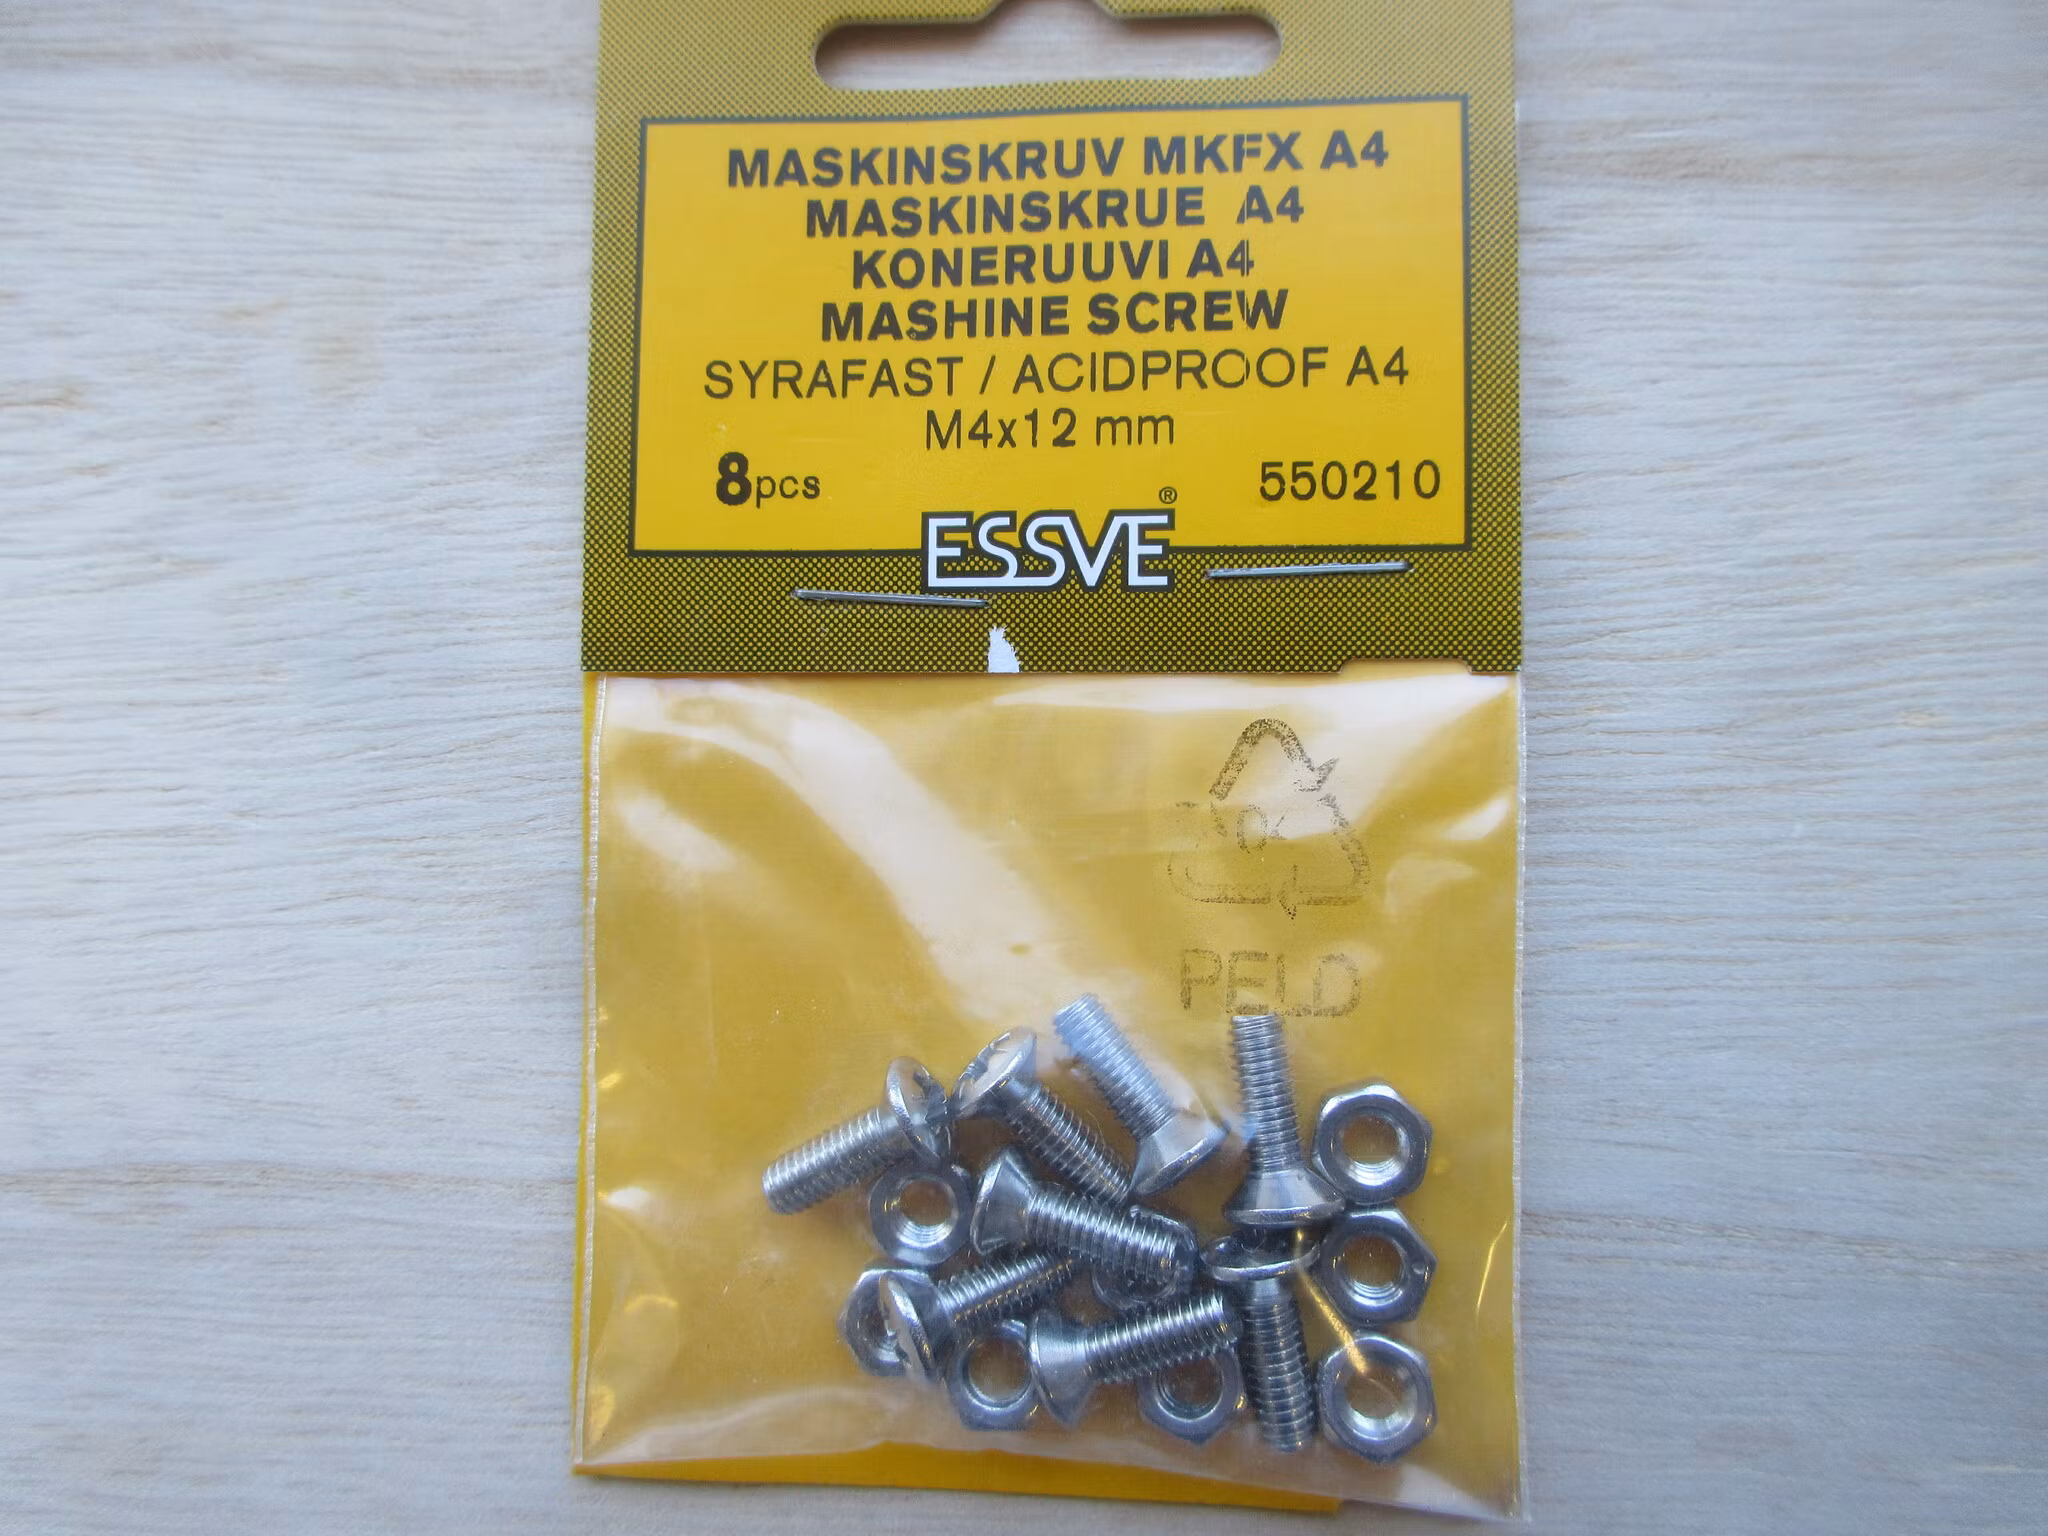 MASKINSKRUV MKFX A4
MASKINSKRUE A4
KONERUUVI A4
MASHINE SCREW
SYRAFAST / ACIDPROOF A4
M4x12 mm
8pcs
550210
ESSVE®
PELD